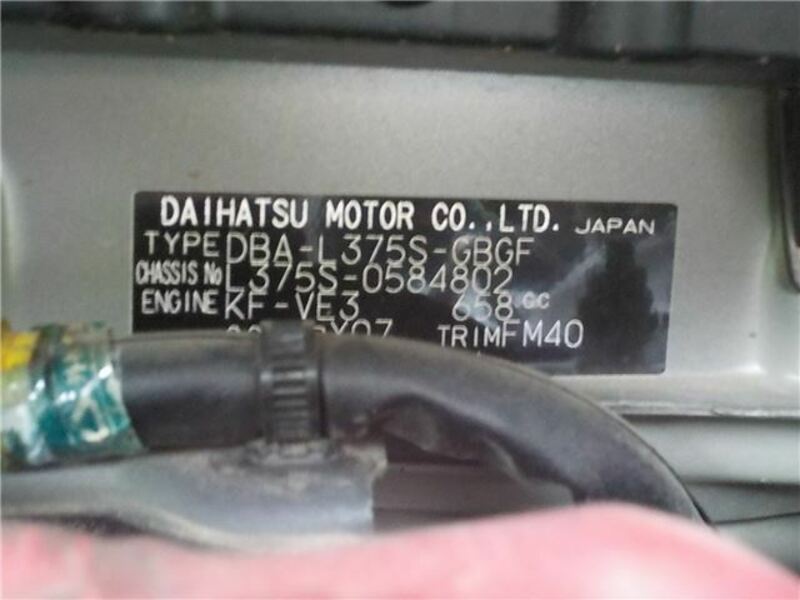 DAIHATSU MOTOR CO.,LTD. JAPAN
TYPE DBA-L375S-GBGF
CHASSIS No L375S-0584802
ENGINE KF-VE3 658 CC
TRIM FM40